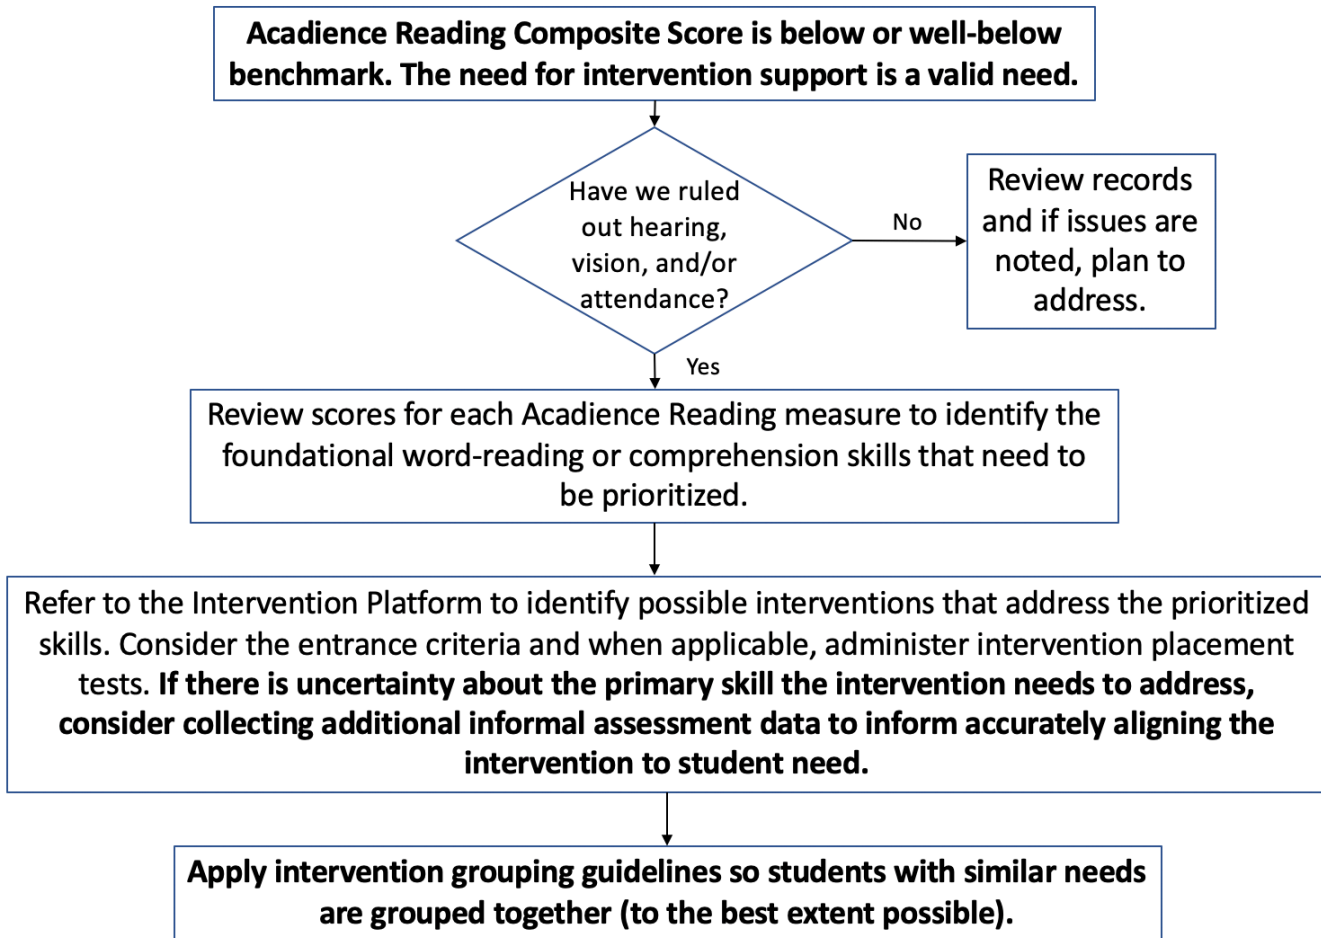 Acadience Reading Composite Score is below or well-below
benchmark. The need for intervention support is a valid need.
Have we ruled
out hearing,
vision, and/or
attendance?
No
Review records
and if issues are
noted, plan to
address.
Yes
Review scores for each Acadience Reading measure to identify the
foundational word-reading or comprehension skills that need to
be prioritized.
Refer to the Intervention Platform to identify possible interventions that address the prioritized
skills. Consider the entrance criteria and when applicable, administer intervention placement
tests. If there is uncertainty about the primary skill the intervention needs to address,
consider collecting additional informal assessment data to inform accurately aligning the
intervention to student need.
Apply intervention grouping guidelines so students with similar needs
are grouped together (to the best extent possible).